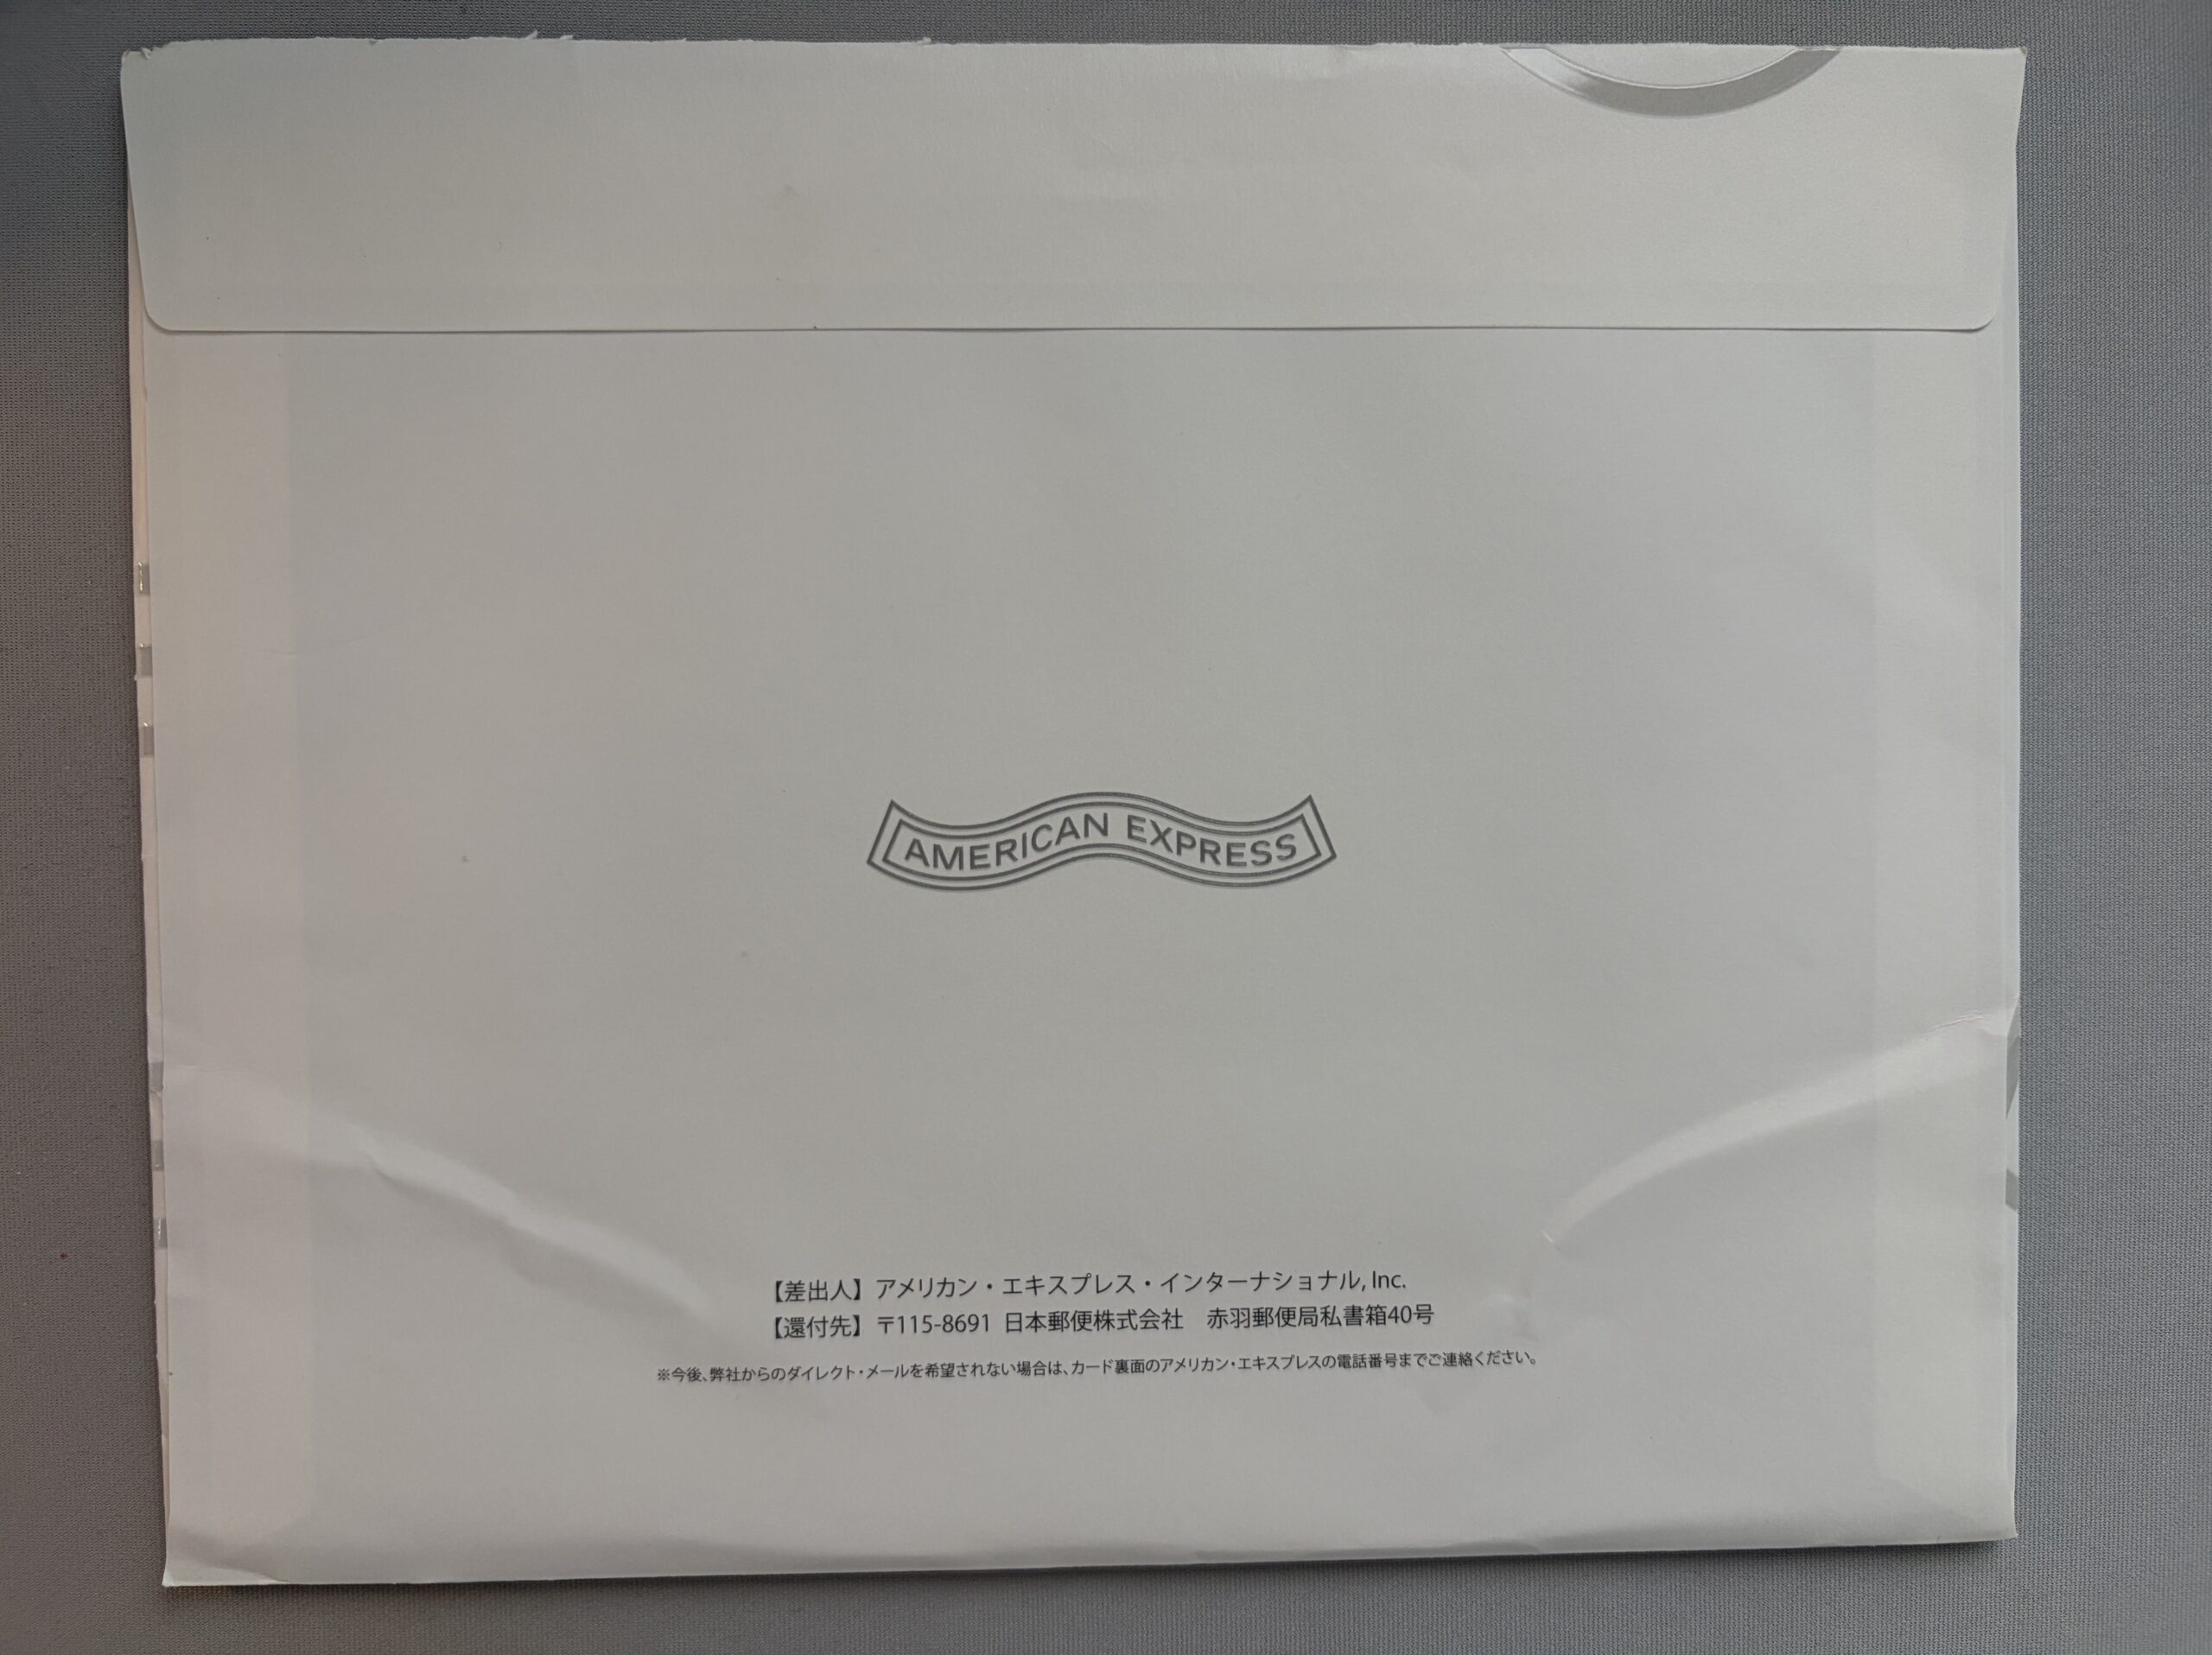 AMERICAN EXPRESS
【差出人】アメリカン・エキスプレス・インターナショナル, Inc.
【還付先】〒115-8691 日本郵便株式会社　赤羽郵便局私書箱40号
※今後、弊社からのダイレクト・メールを希望されない場合は、カード裏面のアメリカン・エキスプレスの電話番号までご連絡ください。